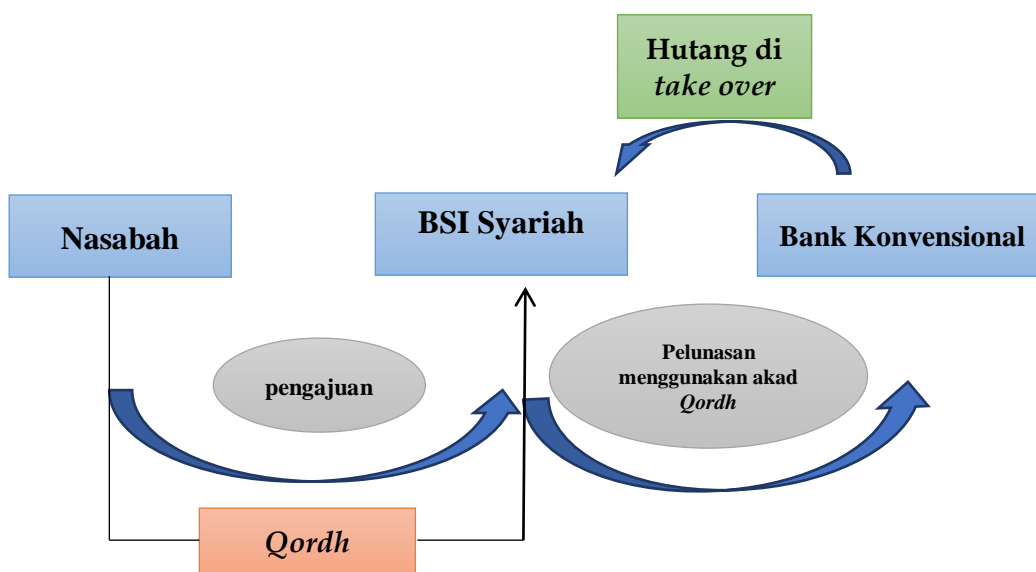 Hutang di
take over
Nasabah
BSI Syariah
Bank Konvensional
pengajuan
Pelunasan
menggunakan akad
Qordh
Qordh